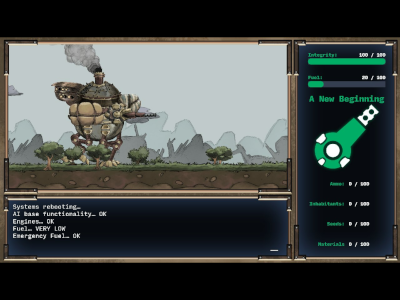 Integrity: 100 / 100
Fuel: 20 / 100
A New Beginning
Ammo: 0 / 100
Inhabitants: 0 / 100
Seeds: 0 / 100
Materials 0 / 100
Systems rebooting…
AI base functionality… OK
Engines… OK
Fuel… VERY LOW
Emergency Fuel… OK